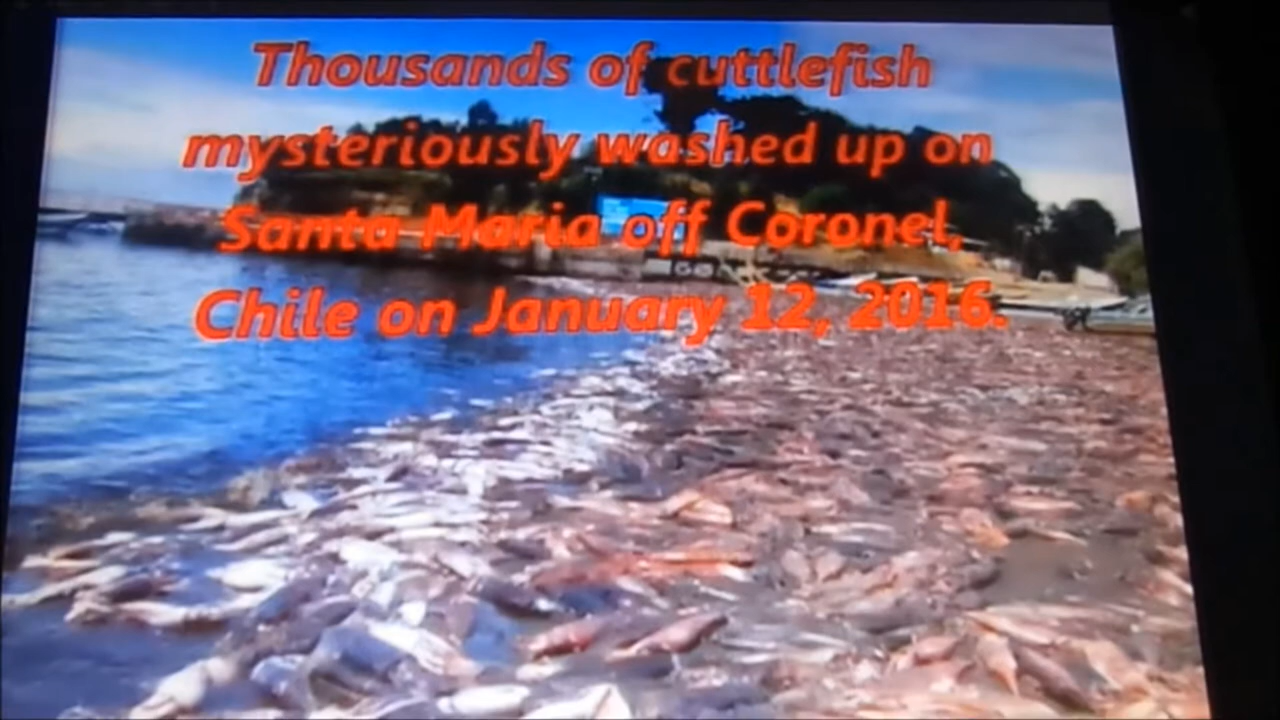 Thousands of cuttlefish
mysteriously washed up on
Santa Maria off Coronel,
Chile on January 12, 2016.